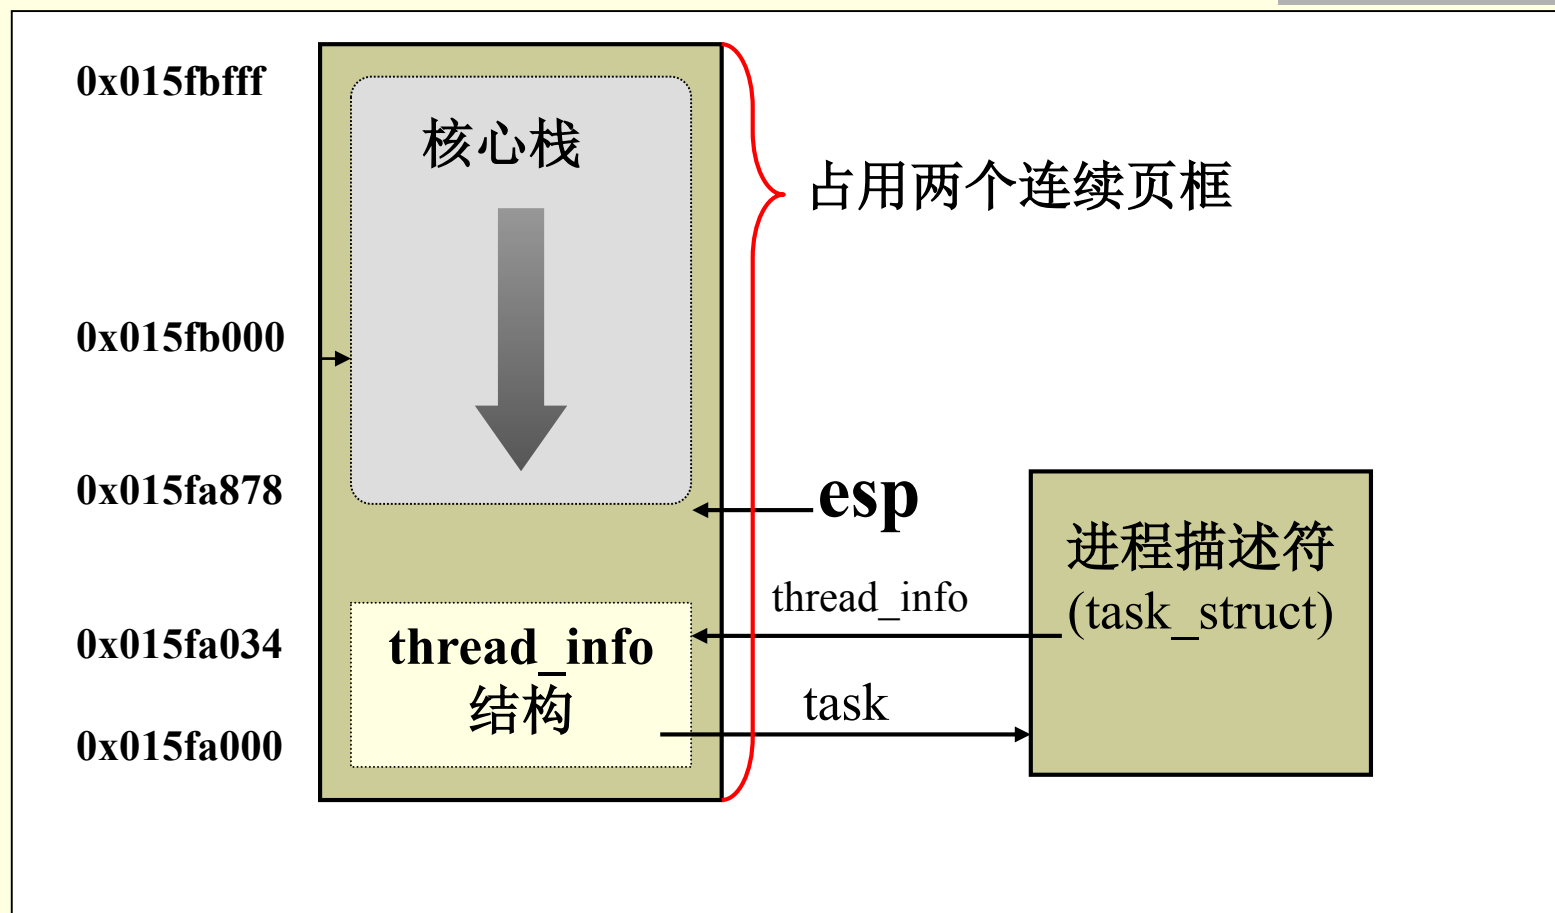 0x015fbfff
核心栈
占用两个连续页框
0x015fb000
0x015fa878
esp
进程描述符
(task_struct)
thread_info
0x015fa034
thread_info
结构
task
0x015fa000